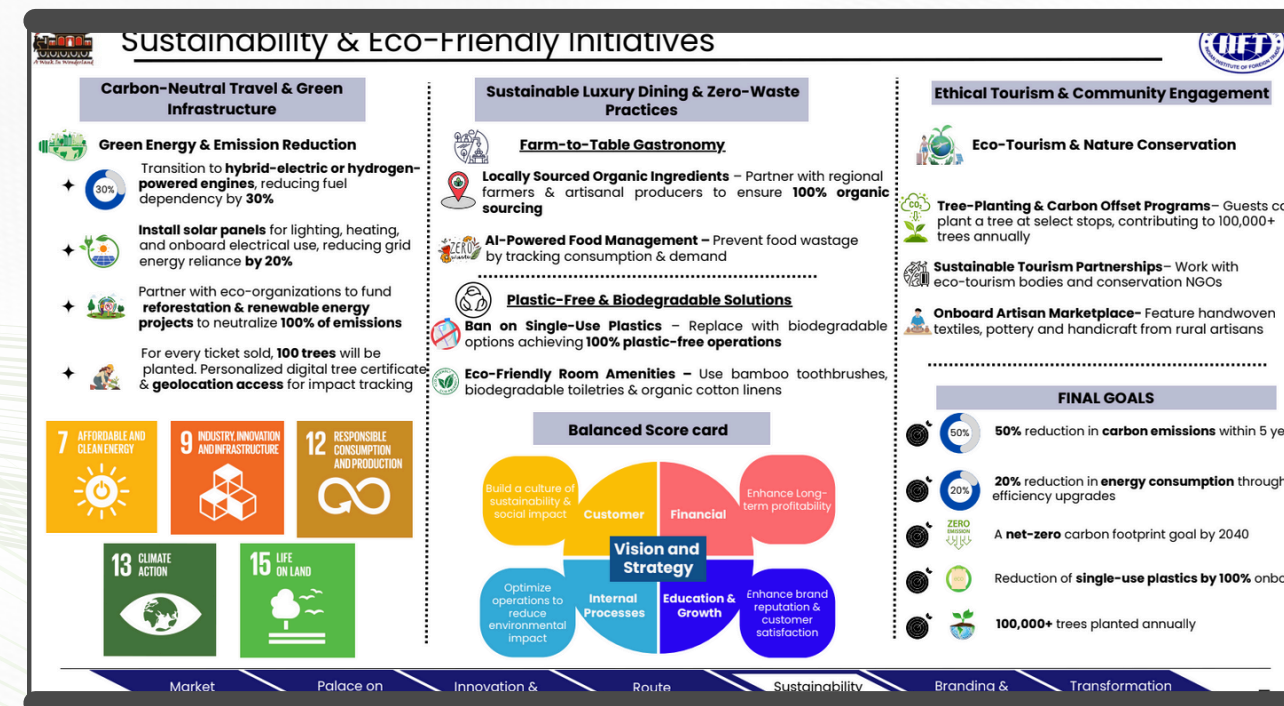 Sustainability & Eco-Friendly Initiatives
A Week In Wonderland
IIFT
INDIAN INSTITUTE OF FOREIGN TRADE
Carbon-Neutral Travel & Green
Infrastructure
Green Energy & Emission Reduction
30%
Transition to hybrid-electric or hydrogen-
powered engines, reducing fuel
dependency by 30%
Install solar panels for lighting, heating,
and onboard electrical use, reducing grid
energy reliance by 20%
Partner with eco-organizations to fund
reforestation & renewable energy
projects to neutralize 100% of emissions
For every ticket sold, 100 trees will be
planted. Personalized digital tree certificate
& geolocation access for impact tracking
7 AFFORDABLE AND
CLEAN ENERGY
9 INDUSTRY, INNOVATION
AND INFRASTRUCTURE
12 RESPONSIBLE
CONSUMPTION
AND PRODUCTION
13 CLIMATE
ACTION
15 LIFE
ON LAND
Sustainable Luxury Dining & Zero-Waste
Practices
Farm-to-Table Gastronomy
Locally Sourced Organic Ingredients – Partner with regional
farmers & artisanal producers to ensure 100% organic
sourcing
ZERO
waste
AI-Powered Food Management – Prevent food wastage
by tracking consumption & demand
Plastic-Free & Biodegradable Solutions
Ban on Single-Use Plastics – Replace with biodegradable
options achieving 100% plastic-free operations
Eco-Friendly Room Amenities – Use bamboo toothbrushes,
biodegradable toiletries & organic cotton linens
Balanced Score card
Build a culture of
sustainability &
social impact
Customer
Financial
Enhance Long-
term profitability
Vision and
Strategy
Optimize
operations to
reduce
environmental
impact
Internal
Processes
Education &
Growth
Enhance brand
reputation &
customer
satisfaction
Ethical Tourism & Community Engagement
Eco-Tourism & Nature Conservation
CO2
Tree-Planting & Carbon Offset Programs– Guests
plant a tree at select stops, contributing to 100,000+
trees annually
Sustainable Tourism Partnerships– Work with
eco-tourism bodies and conservation NGOs
Onboard Artisan Marketplace- Feature handwoven
textiles, pottery and handicraft from rural artisans
FINAL GOALS
50%
50% reduction in carbon emissions within 5
20%
20% reduction in energy consumption through
efficiency upgrades
ZERO
EMISSION
A net-zero carbon footprint goal by 2040
Reduction of single-use plastics by 100%
100,000+ trees planted annually
Market
Palace on
Innovation &
Route
Sustainability
Branding &
Transformation